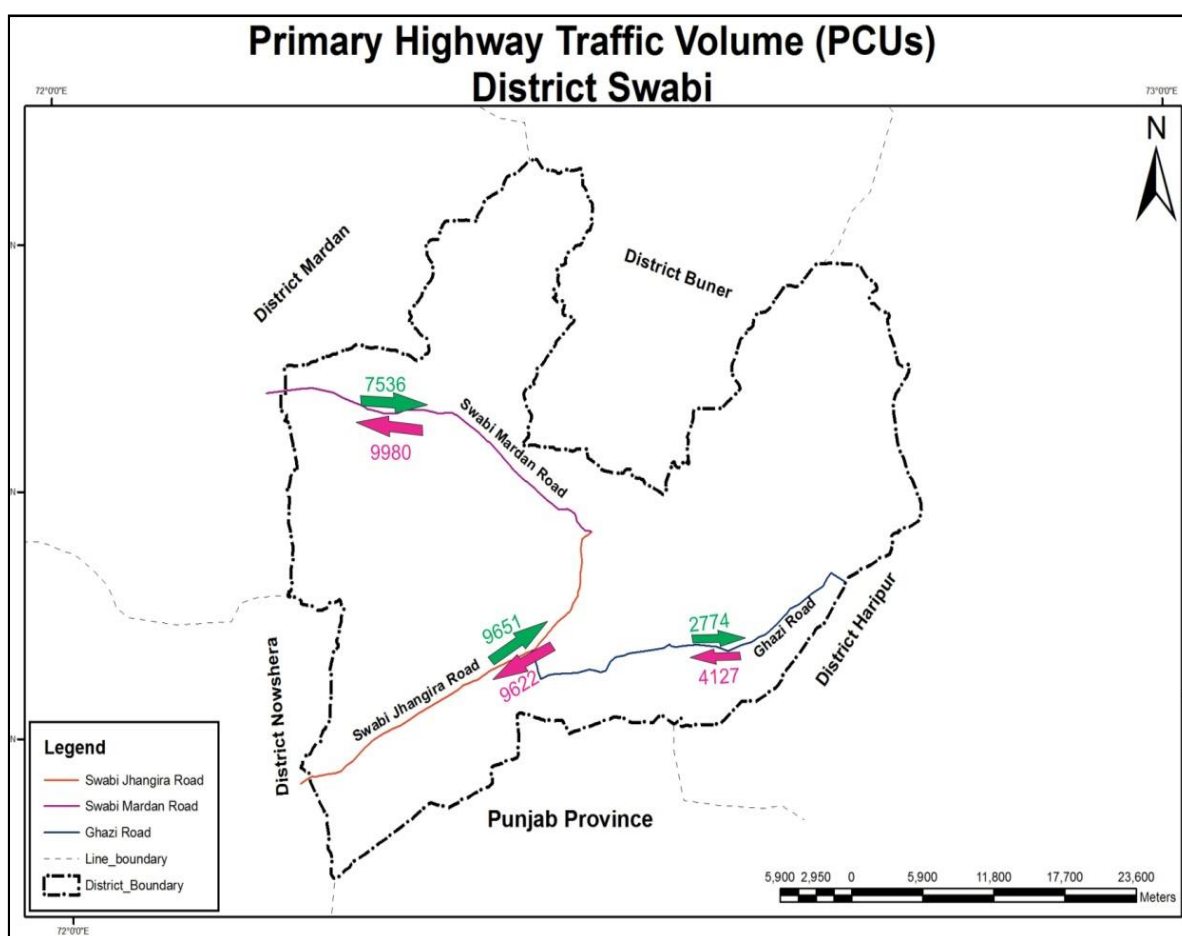 Primary Highway Traffic Volume (PCUs)
District Swabi
72°0'0"E
73°0'0"E
N
N
N
N
District Mardan
District Buner
7536
9980
Swabi Mardan Road
9651
9622
Swabi Jhangira Road
2774
4127
Ghazi Road
District Haripur
District Nowshera
Punjab Province
Legend
Swabi Jhangira Road
Swabi Mardan Road
Ghazi Road
Line_boundary
District_Boundary
5,900 2,950 0 5,900 11,800 17,700 23,600
Meters
72°0'0"E